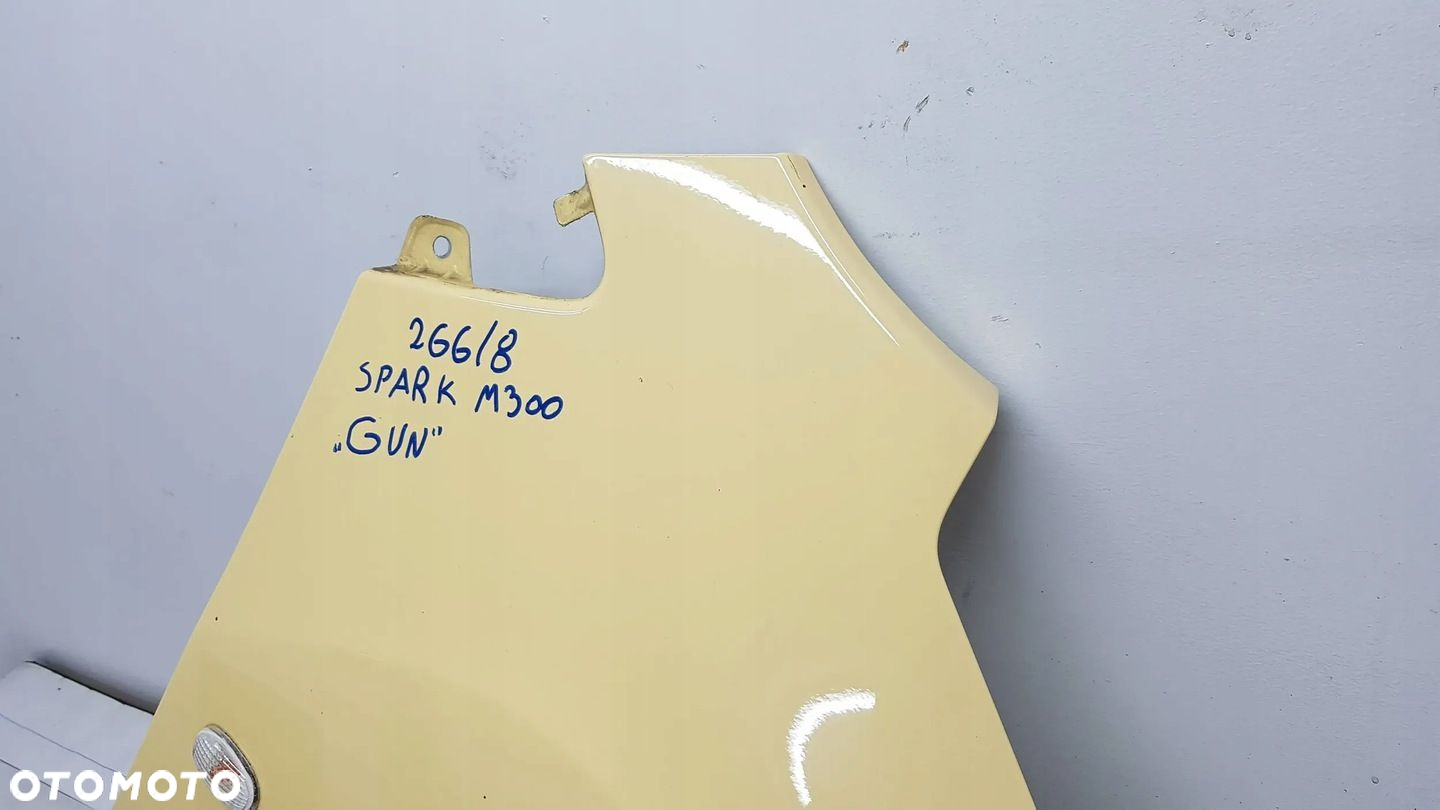 266/8
SPARK M300
„GUN"
OTOMOTO